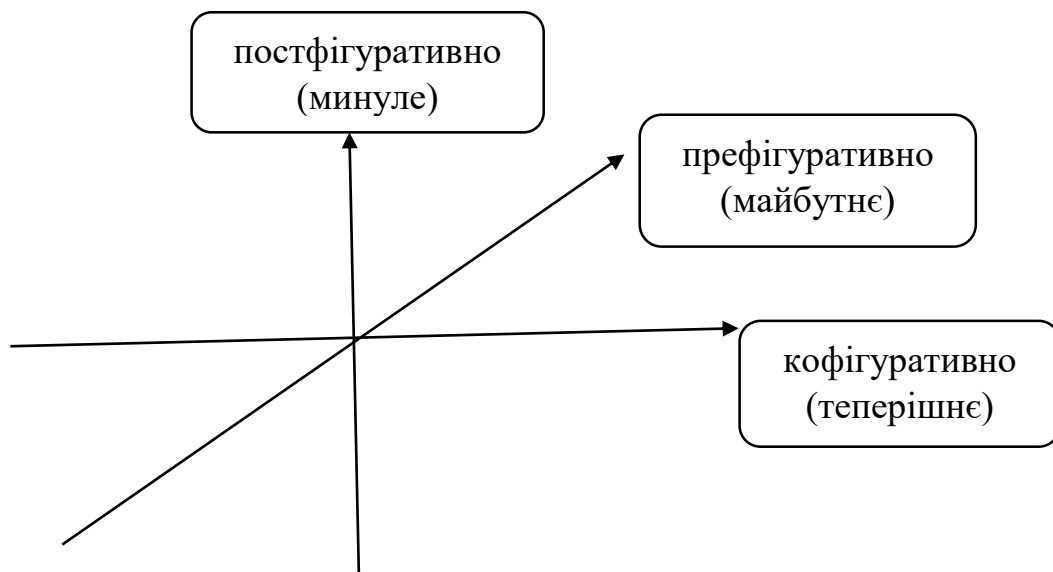 постфігуративно
(минуле)
префігуративно
(майбутнє)
кофігуративно
(теперішнє)